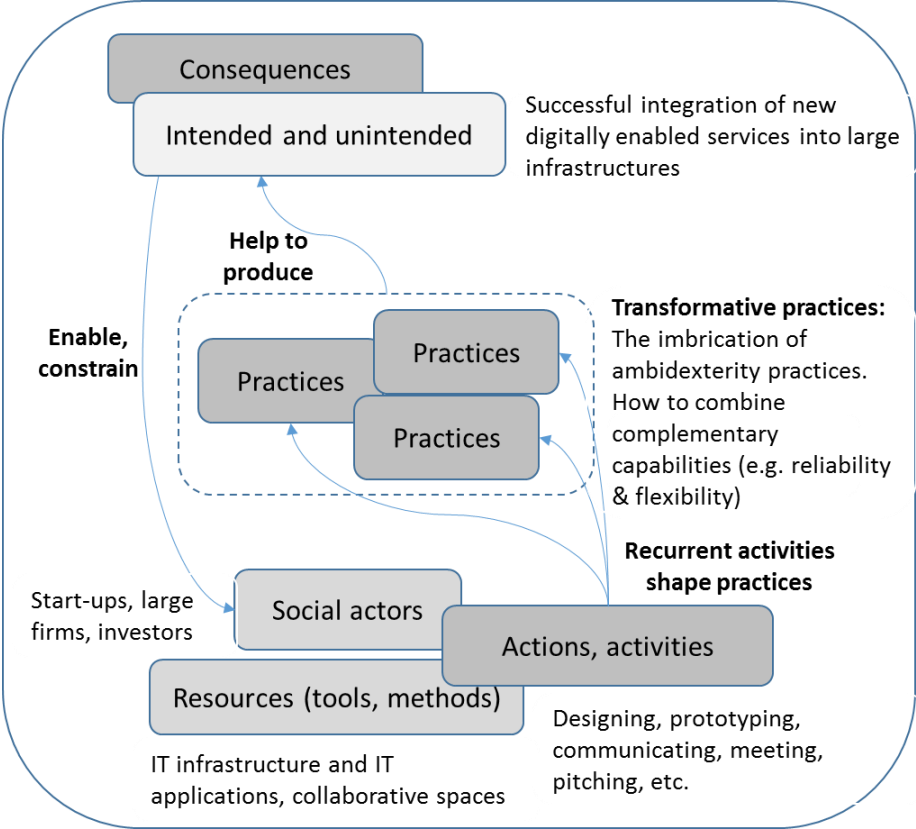 Consequences
Intended and unintended
Successful integration of new
digitally enabled services into large
infrastructures
Help to
produce
Enable,
constrain
Practices
Practices
Practices
Transformative practices:
The imbrication of
ambidexterity practices.
How to combine
complementary
capabilities (e.g. reliability
& flexibility)
Recurrent activities
shape practices
Start-ups, large
firms, investors
Social actors
Actions, activities
Resources (tools, methods)
Designing, prototyping,
communicating, meeting,
pitching, etc.
IT infrastructure and IT
applications, collaborative spaces